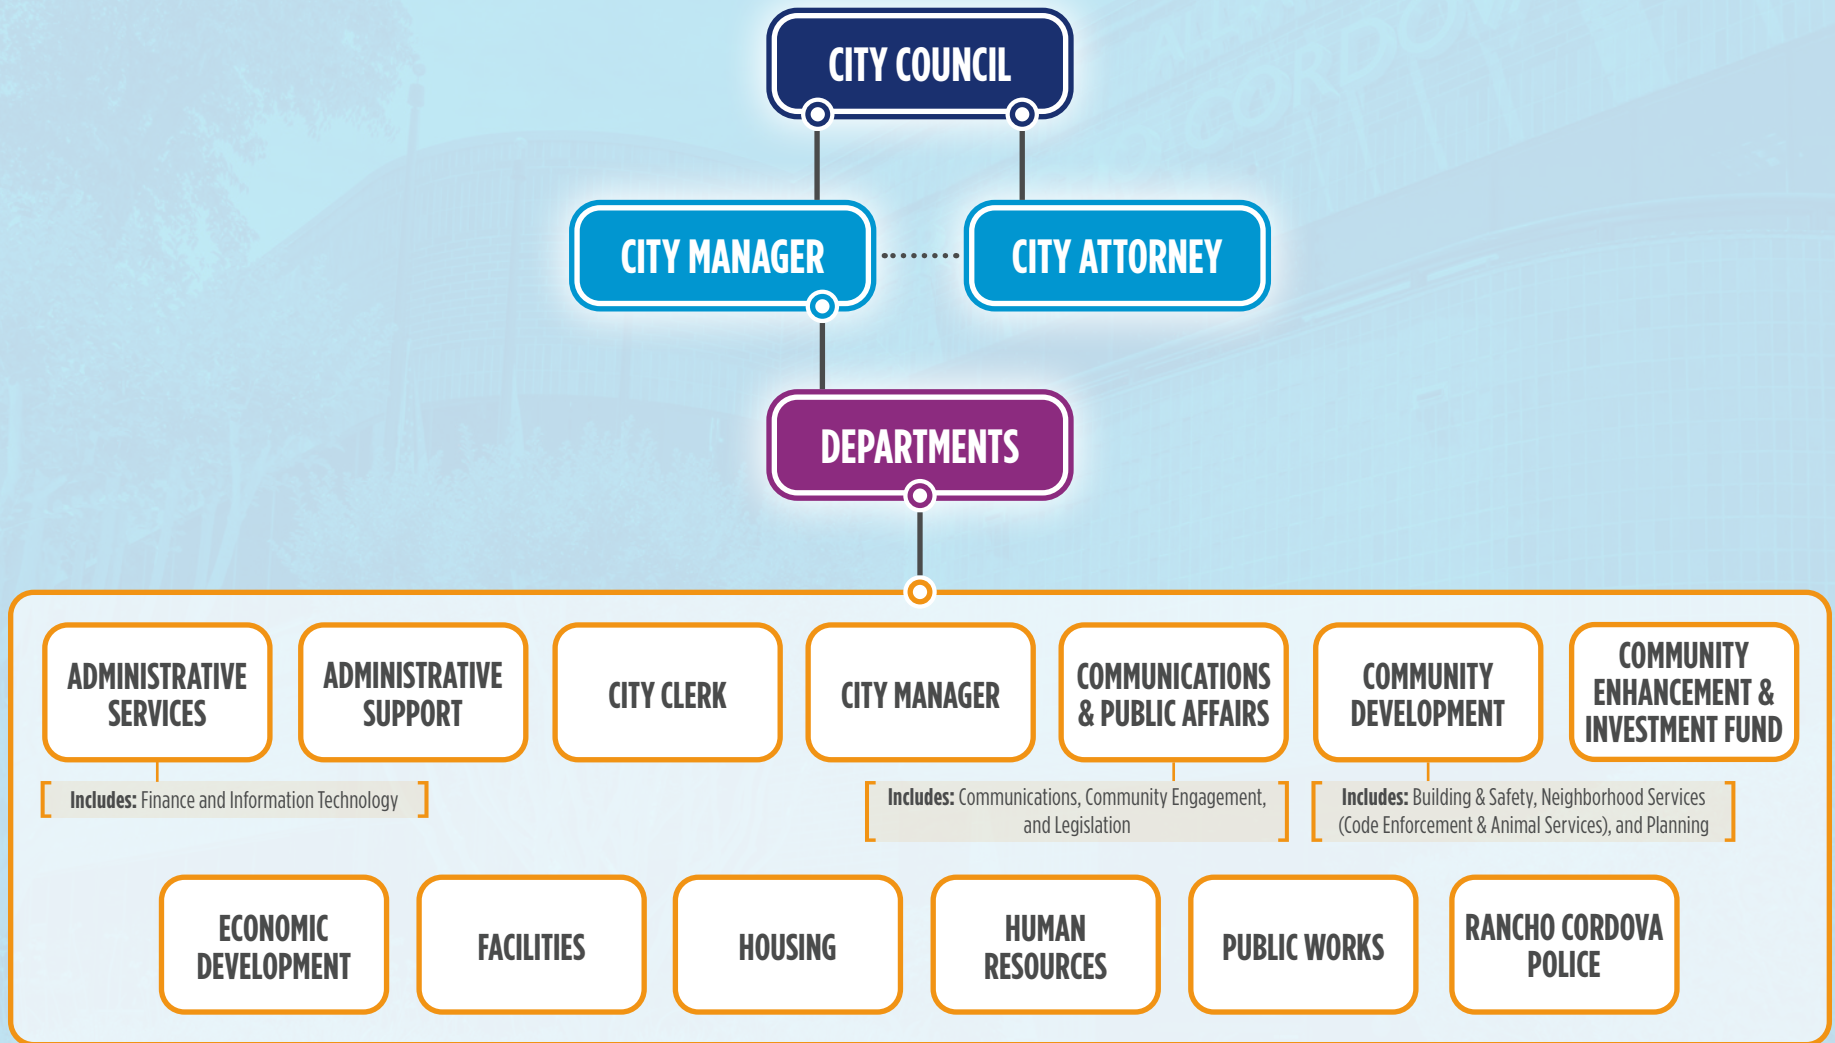 CITY COUNCIL
CITY MANAGER
CITY ATTORNEY
DEPARTMENTS
ADMINISTRATIVE
SERVICES
ADMINISTRATIVE
SUPPORT
CITY CLERK
CITY MANAGER
COMMUNICATIONS
& PUBLIC AFFAIRS
COMMUNITY
DEVELOPMENT
COMMUNITY
ENHANCEMENT &
INVESTMENT FUND
Includes: Finance and Information Technology
Includes: Communications, Community Engagement,
and Legislation
Includes: Building & Safety, Neighborhood Services
(Code Enforcement & Animal Services), and Planning
ECONOMIC
DEVELOPMENT
FACILITIES
HOUSING
HUMAN
RESOURCES
PUBLIC WORKS
RANCHO CORDOVA
POLICE